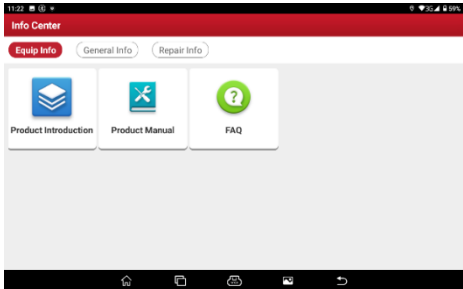 11:22
3G 59%
Info Center
Equip Info General Info Repair Info
Product Introduction Product Manual FAQ